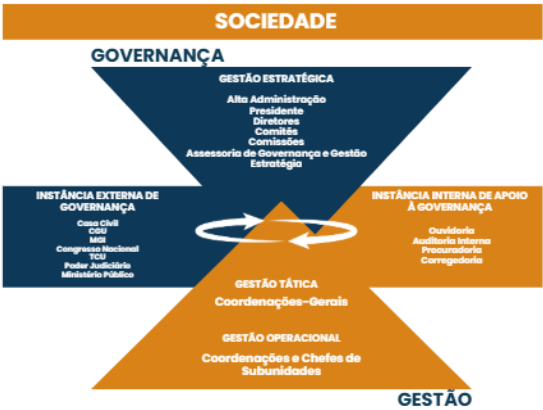 SOCIEDADE
GOVERNANÇA
GESTÃO ESTRATÉGICA
Alta Administração
Presidente
Diretores
Comitês
Comissões
Assessoria de Governança e Gestão
Estratégia
INSTÂNCIA EXTERNA DE
GOVERNANÇA
Casa Civil
CGU
MGI
Congresso Nacional
TCU
Poder Judiciário
Ministério Público
INSTÂNCIA INTERNA DE APOIO
À GOVERNANÇA
Ouvidoria
Auditoria Interna
Procuradoria
Corregedoria
GESTÃO TÁTICA
Coordenações-Gerais
GESTÃO OPERACIONAL
Coordenações e Chefes de
Subunidades
GESTÃO